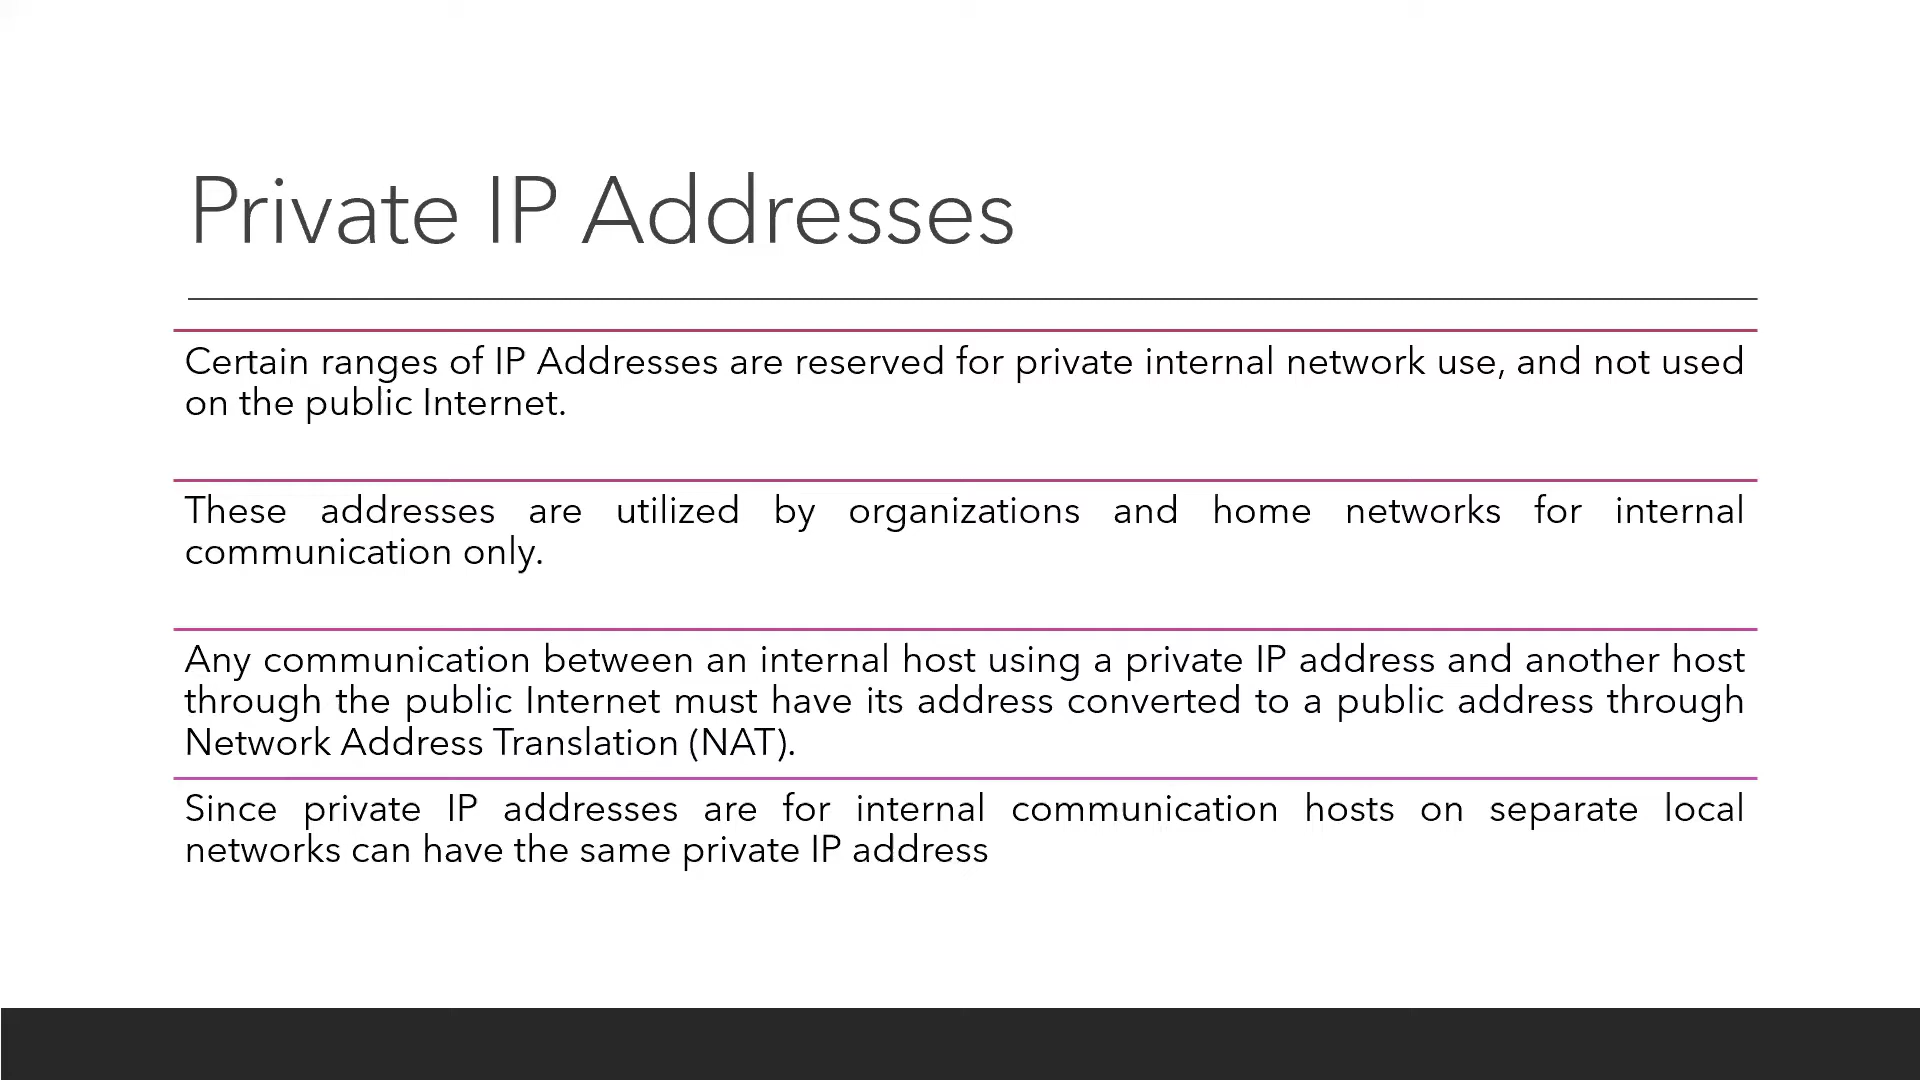 Private IP Addresses
Certain ranges of IP Addresses are reserved for private internal network use, and not used
on the public Internet.
These addresses are utilized by organizations and home networks for internal
communication only.
Any communication between an internal host using a private IP address and another host
through the public Internet must have its address converted to a public address through
Network Address Translation (NAT).
Since private IP addresses are for internal communication hosts on separate local
networks can have the same private IP address